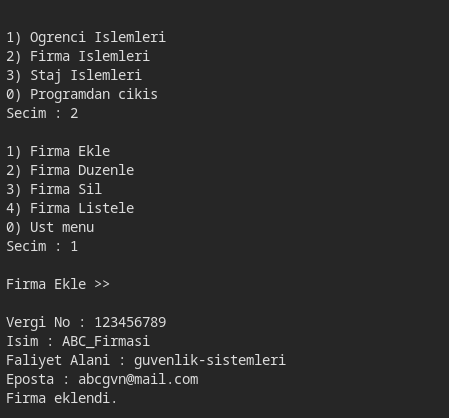 1) Ogrenci Islemleri
2) Firma Islemleri
3) Staj Islemleri
0) Programdan cikis
Secim : 2
1) Firma Ekle
2) Firma Duzenle
3) Firma Sil
4) Firma Listele
0) Ust menu
Secim : 1
Firma Ekle >>
Vergi No : 123456789
Isim : ABC_Firmasi
Faliyet Alani : guvenlik-sistemleri
Eposta : abcgvn@mail.com
Firma eklendi.